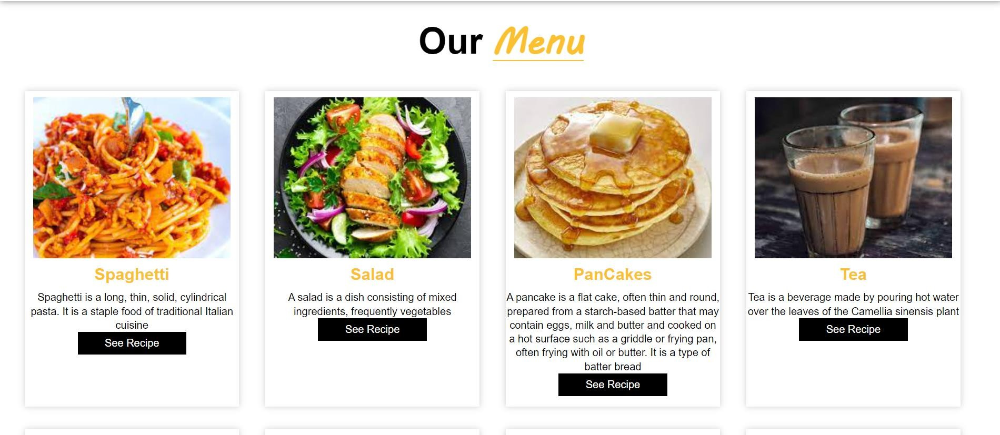 Our Menu
Spaghetti
Spaghetti is a long, thin, solid, cylindrical
pasta. It is a staple food of traditional Italian
cuisine
See Recipe
Salad
A salad is a dish consisting of mixed
ingredients, frequently vegetables
See Recipe
PanCakes
A pancake is a flat cake, often thin and round,
prepared from a starch-based batter that may
contain eggs, milk and butter and cooked on
a hot surface such as a griddle or frying pan,
often frying with oil or butter. It is a type of
batter bread
See Recipe
Tea
Tea is a beverage made by pouring hot water
over the leaves of the Camellia sinensis plant
See Recipe